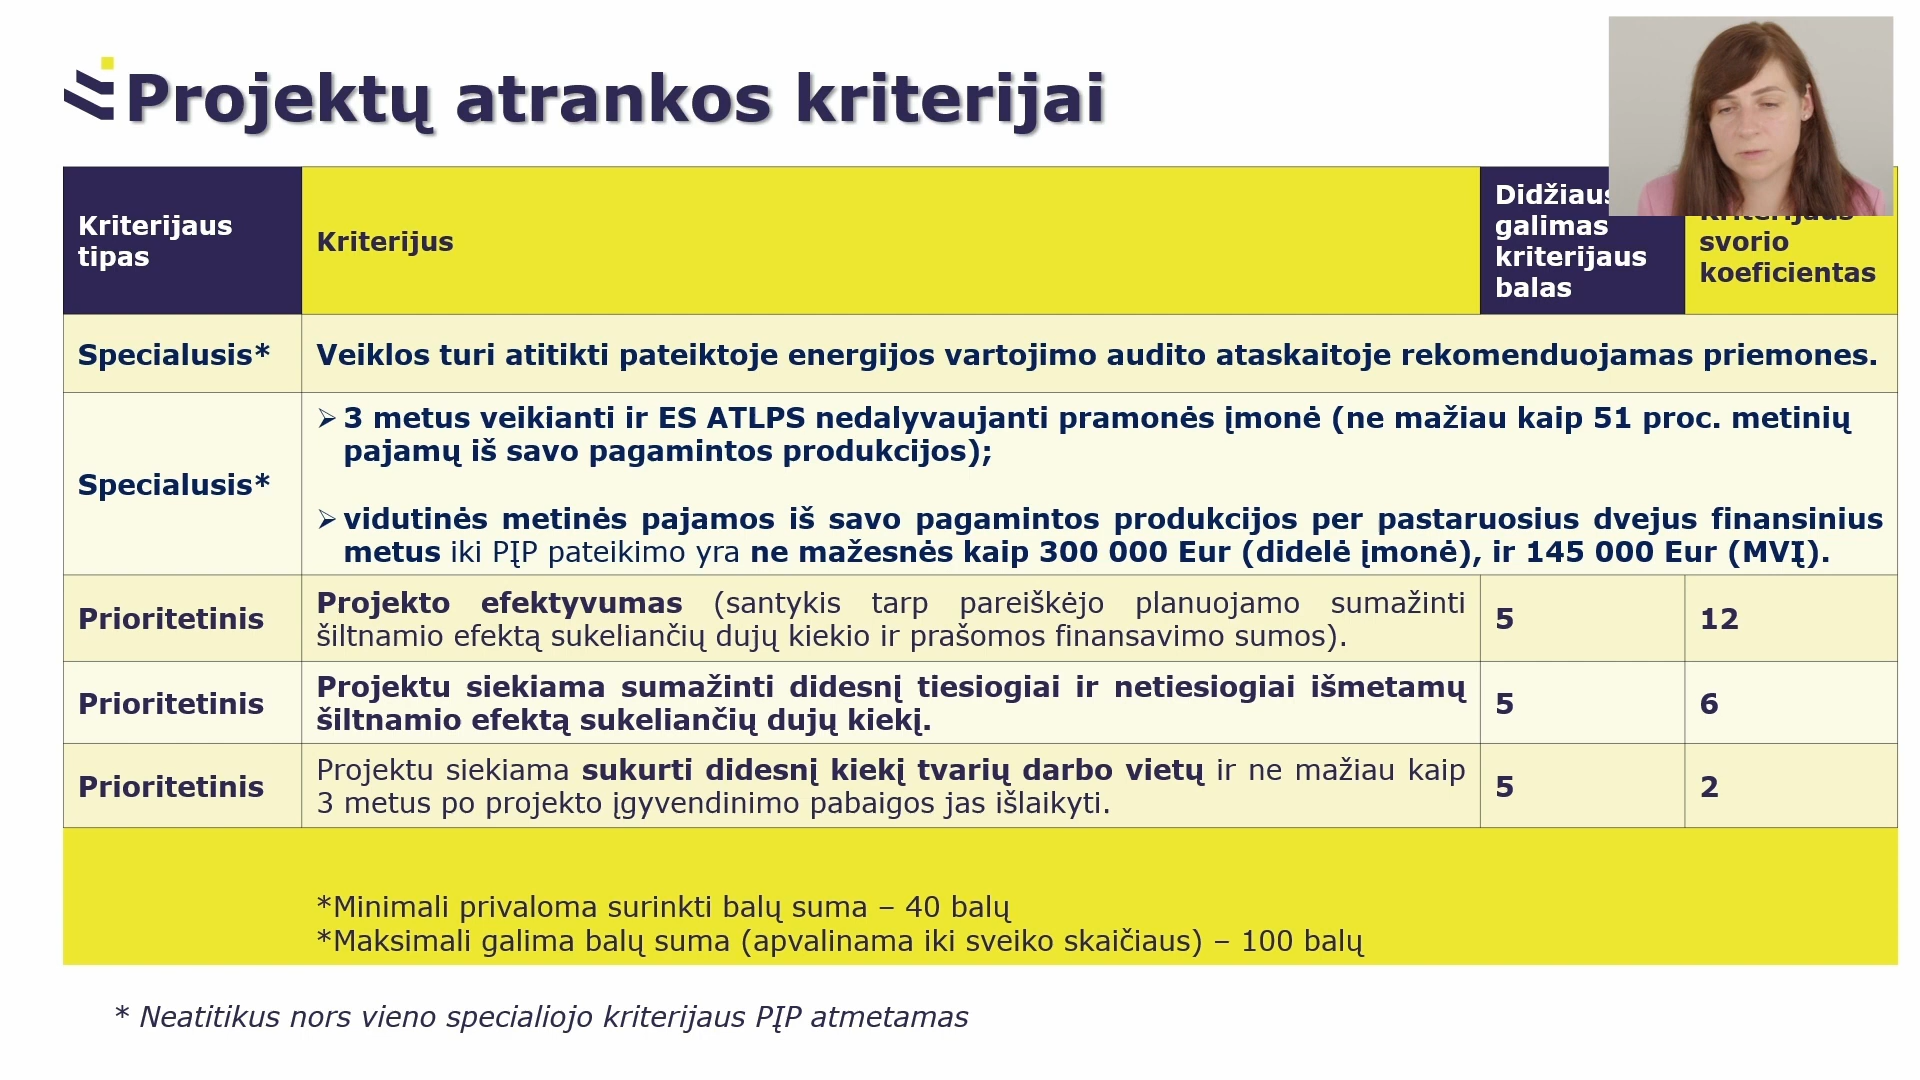 Projektų atrankos kriterijai
Kriterijaus
tipas
Kriterijus
galimas
kriterijaus
balas
svorio
koeficientas
Specialusis*
Veiklos turi atitikti pateiktoje energijos vartojimo audito ataskaitoje rekomenduojamas priemones.
Specialusis*
➢ 3 metus veikianti ir ES ATLPS nedalyvaujanti pramonės įmonė (ne mažiau kaip 51 proc. metinių
pajamų iš savo pagamintos produkcijos);
➢ vidutinės metinės pajamos iš savo pagamintos produkcijos per pastaruosius dvejus finansinius
metus iki PĮP pateikimo yra ne mažesnės kaip 300 000 Eur (didelė įmonė), ir 145 000 Eur (MVĮ).
Prioritetinis
Projekto efektyvumas (santykis tarp pareiškėjo planuojamo sumažinti
šiltnamio efektą sukeliančių dujų kiekio ir prašomos finansavimo sumos).
5
12
Prioritetinis
Projektu siekiama sumažinti didesnį tiesiogiai ir netiesiogiai išmetamų
šiltnamio efektą sukeliančių dujų kiekį.
5
6
Prioritetinis
Projektu siekiama sukurti didesnį kiekį tvarių darbo vietų ir ne mažiau kaip
3 metus po projekto įgyvendinimo pabaigos jas išlaikyti.
5
2
*Minimali privaloma surinkti balų suma – 40 balų
*Maksimali galima balų suma (apvalinama iki sveiko skaičiaus) – 100 balų
* Neatitikus nors vieno specialiojo kriterijaus PĮP atmetamas